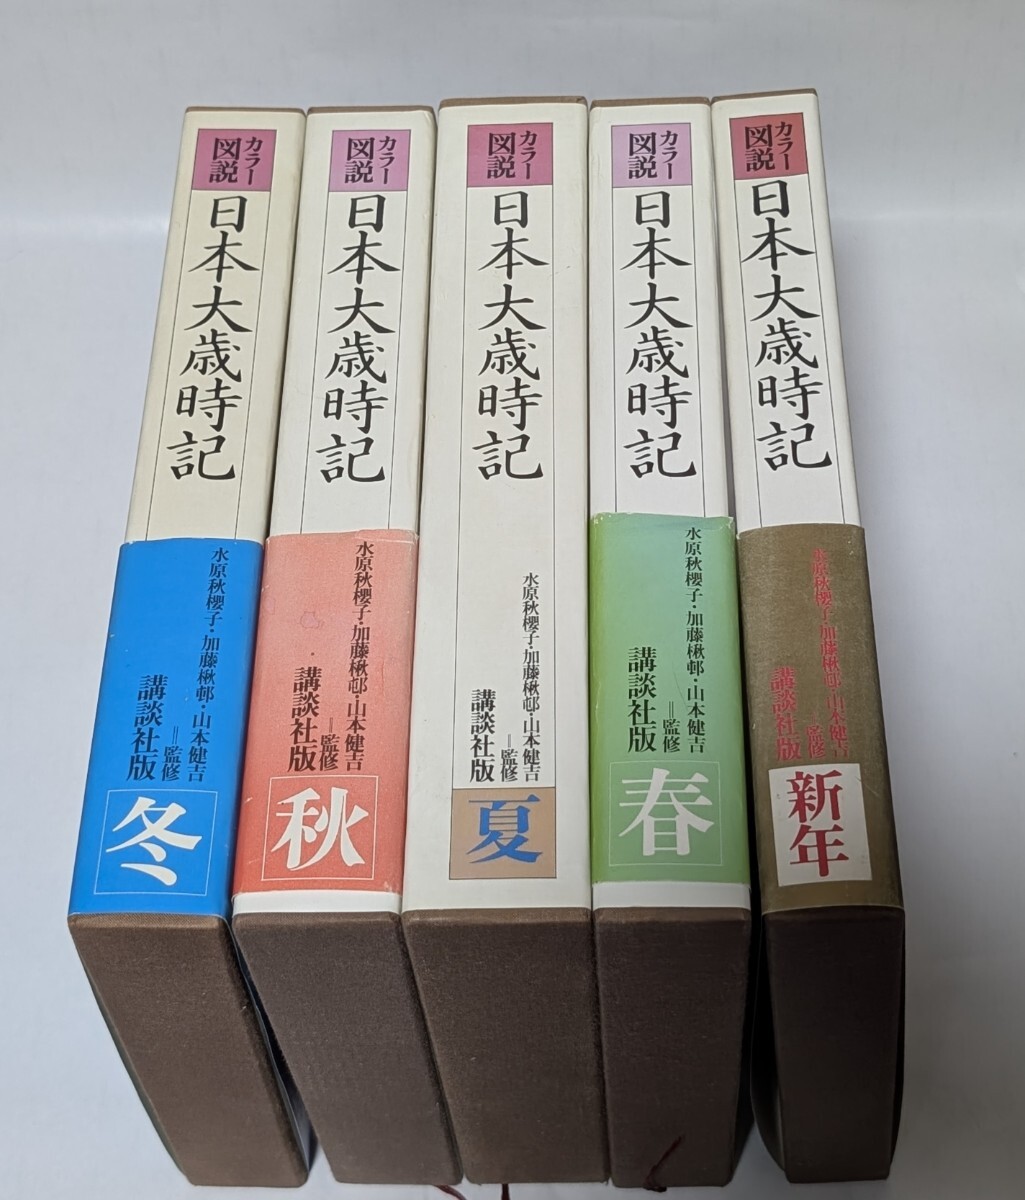 カラー
図説
日本大歳時記
水原秋櫻子・加藤楸邨・山本健吉
＝監修
講談社版
冬
カラー
図説
日本大歳時記
水原秋櫻子・加藤楸邨・山本健吉
＝監修
講談社版
秋
カラー
図説
日本大歳時記
水原秋櫻子・加藤楸邨・山本健吉
＝監修
講談社版
夏
カラー
図説
日本大歳時記
水原秋櫻子・加藤楸邨・山本健吉
＝監修
講談社版
春
カラー
図説
日本大歳時記
水原秋櫻子・加藤楸邨・山本健吉
＝監修
講談社版
新年